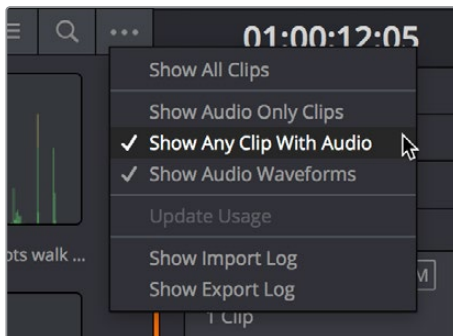 01:00:12:05
Show All Clips
Show Audio Only Clips
Show Any Clip With Audio
Show Audio Waveforms
Update Usage
ots walk ...
Show Import Log
M
Show Export Log
1 Clip